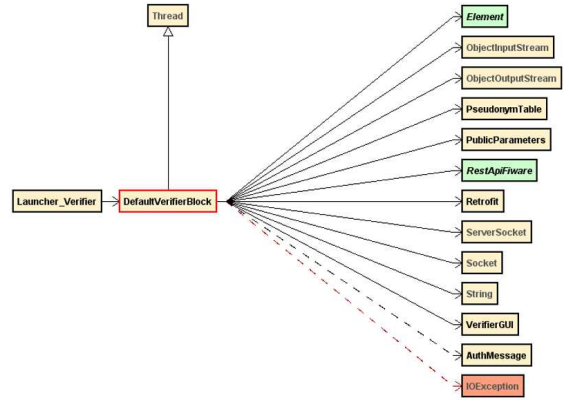 Thread
Element
ObjectInputStream
ObjectOutputStream
PseudonymTable
PublicParameters
RestApiFiware
Launcher_Verifier
DefaultVerifierBlock
Retrofit
ServerSocket
Socket
String
VerifierGUI
AuthMessage
IOException